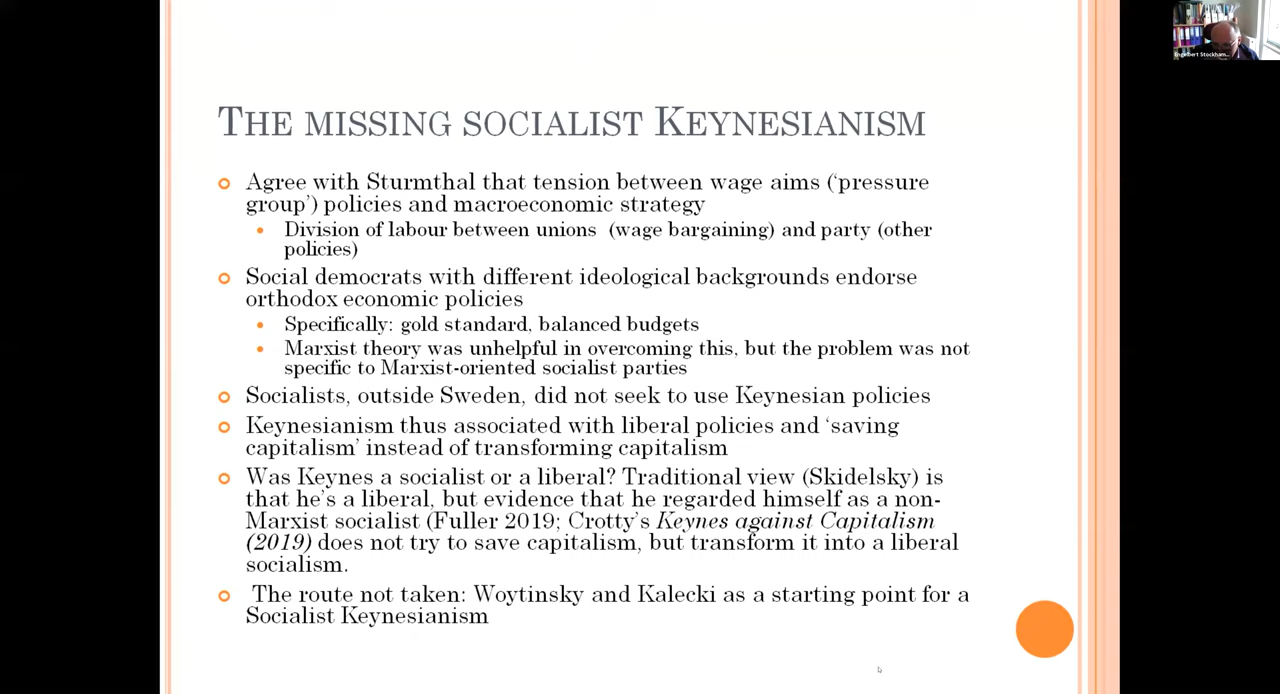 Engelbert Stockham...
THE MISSING SOCIALIST KEYNESIANISM
Agree with Sturmthal that tension between wage aims (‘pressure
group’) policies and macroeconomic strategy
Division of labour between unions (wage bargaining) and party (other
policies)
Social democrats with different ideological backgrounds endorse
orthodox economic policies
Specifically: gold standard, balanced budgets
Marxist theory was unhelpful in overcoming this, but the problem was not
specific to Marxist-oriented socialist parties
Socialists, outside Sweden, did not seek to use Keynesian policies
Keynesianism thus associated with liberal policies and ‘saving
capitalism’ instead of transforming capitalism
Was Keynes a socialist or a liberal? Traditional view (Skidelsky) is
that he’s a liberal, but evidence that he regarded himself as a non-
Marxist socialist (Fuller 2019; Crotty’s Keynes against Capitalism
(2019) does not try to save capitalism, but transform it into a liberal
socialism.
The route not taken: Woytinsky and Kalecki as a starting point for a
Socialist Keynesianism